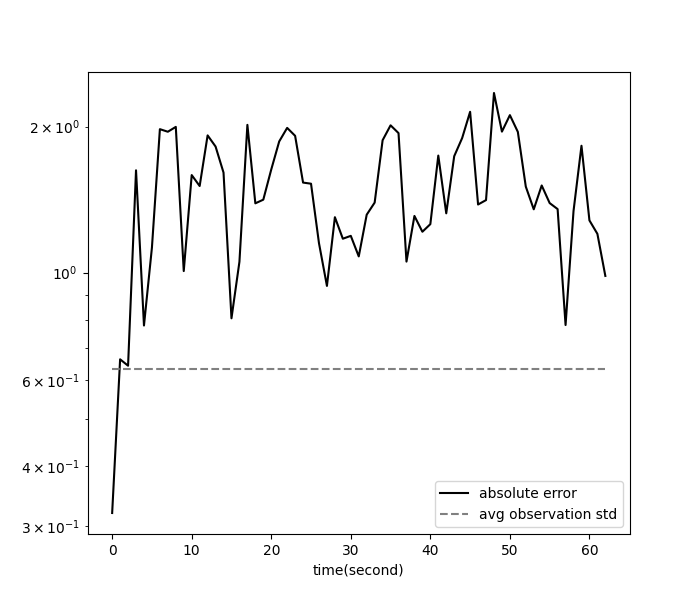 2 × 10⁰
10⁰
6 × 10⁻¹
4 × 10⁻¹
3 × 10⁻¹
absolute error
avg observation std
0 10 20 30 40 50 60
time(second)